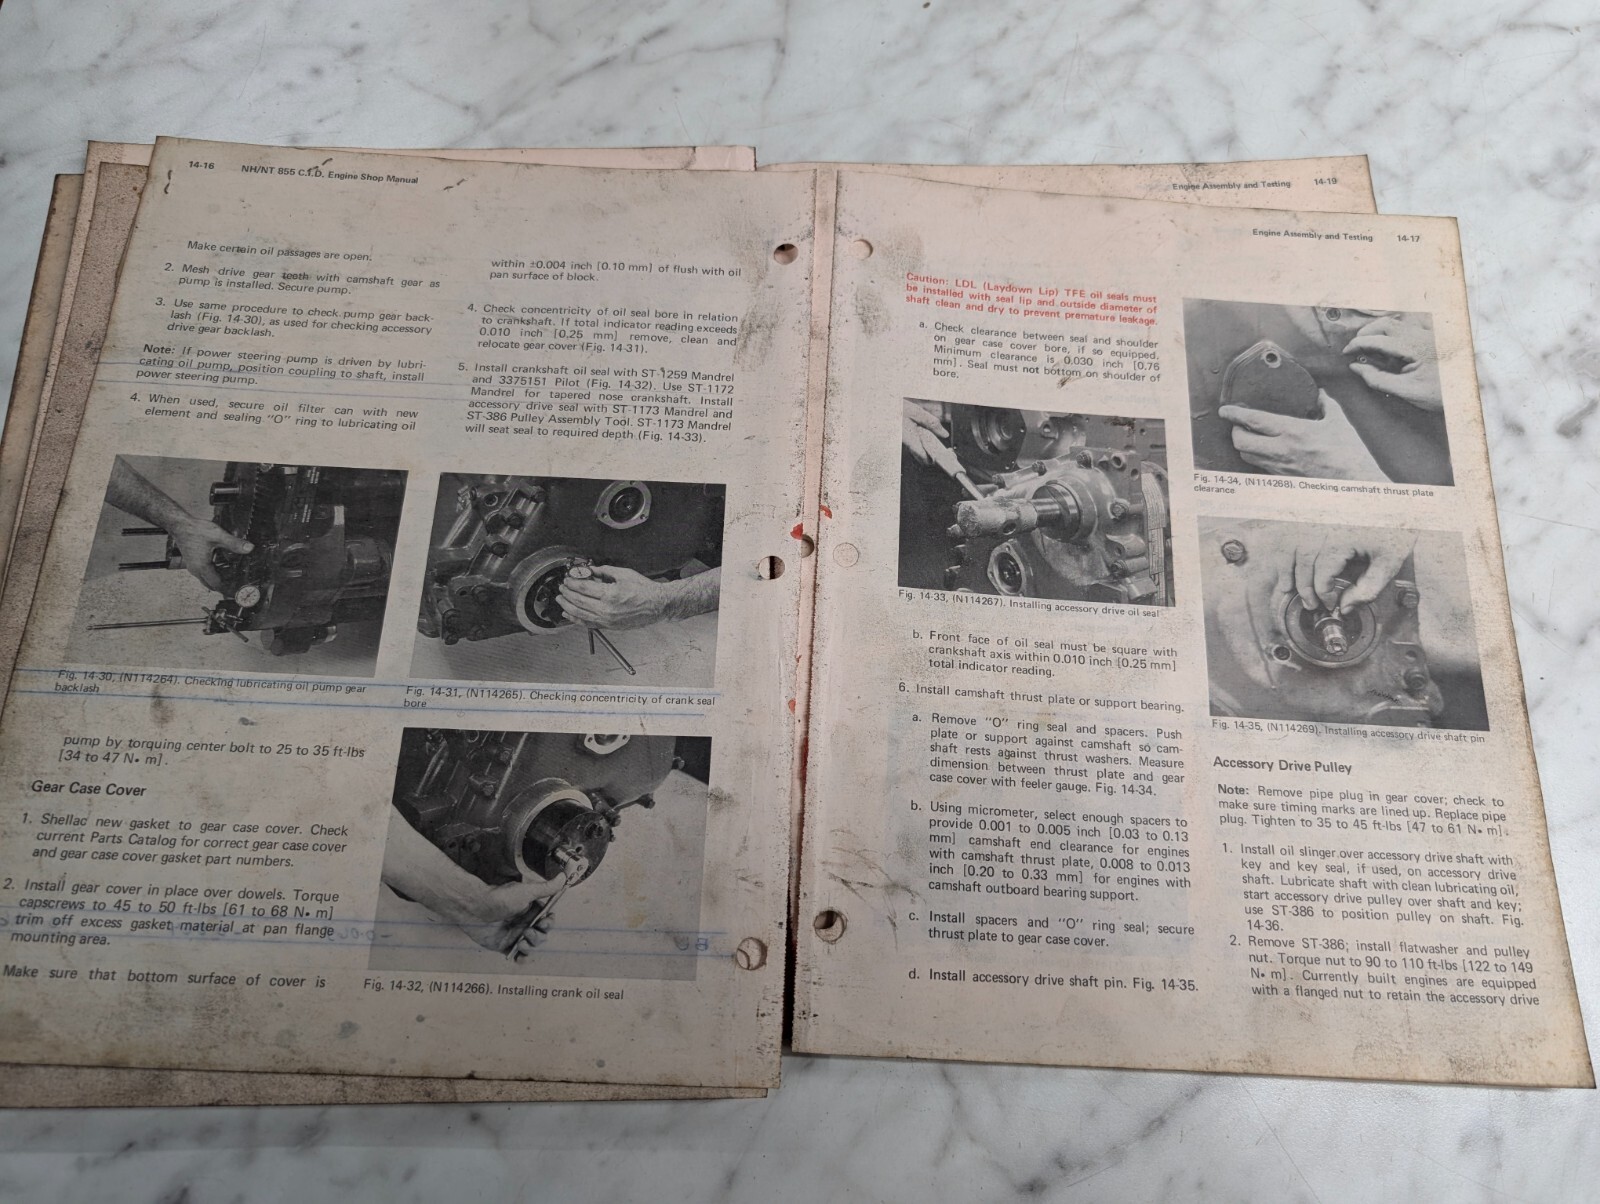 14-16 NH/NT 855 C.I.D. Engine Shop Manual
Make certain oil passages are open.
2. Mesh drive gear teeth with camshaft gear as
pump is installed. Secure pump.
3. Use same procedure to check pump gear back-
lash (Fig. 14-30), as used for checking accessory
drive gear backlash.
Note: If power steering pump is driven by lubri-
cating oil pump, position coupling to shaft, install
power steering pump.
4. When used, secure oil filter can with new
element and sealing "O" ring to lubricating oil
Fig. 14-30, (N114264). Checking lubricating oil pump gear
backlash
pump by torquing center bolt to 25 to 35 ft-lbs
[34 to 47 N• m].
Gear Case Cover
1. Shellac new gasket to gear case cover. Check
current Parts Catalog for correct gear case cover
and gear case cover gasket part numbers.
2. Install gear cover in place over dowels. Torque
capscrews to 45 to 50 ft-lbs [61 to 68 N• m]
trim off excess gasket material at pan flange
mounting area.
Make sure that bottom surface of cover is
within ±0.004 inch [0.10 mm] of flush with oil
pan surface of block.
4. Check concentricity of oil seal bore in relation
to crankshaft. If total indicator reading exceeds
0.010 inch [0.25 mm] remove, clean and
relocate gear cover (Fig. 14-31).
5. Install crankshaft oil seal with ST-1259 Mandrel
and 3375151 Pilot (Fig. 14-32). Use ST-1172
Mandrel for tapered nose crankshaft. Install
accessory drive seal with ST-1173 Mandrel and
ST-386 Pulley Assembly Tool. ST-1173 Mandrel
will seat seal to required depth (Fig. 14-33).
Fig. 14-31, (N114265). Checking concentricity of crank seal
bore
Fig. 14-32, (N114266). Installing crank oil seal
Engine Assembly and Testing 14-19
Engine Assembly and Testing 14-17
Caution: LDL (Laydown Lip) TFE oil seals must
be installed with seal lip and outside diameter of
shaft clean and dry to prevent premature leakage.
a. Check clearance between seal and shoulder
on gear case cover bore, if so equipped.
Minimum clearance is 0.030 inch [0.76
mm]. Seal must not bottom on shoulder of
bore.
Fig. 14-33, (N114267). Installing accessory drive oil seal
b. Front face of oil seal must be square with
crankshaft axis within 0.010 inch [0.25 mm]
total indicator reading.
6. Install camshaft thrust plate or support bearing.
a. Remove "O" ring seal and spacers. Push
plate or support against camshaft so cam-
shaft rests against thrust washers. Measure
dimension between thrust plate and gear
case cover with feeler gauge. Fig. 14-34.
b. Using micrometer, select enough spacers to
provide 0.001 to 0.005 inch [0.03 to 0.13
mm] camshaft end clearance for engines
with camshaft thrust plate, 0.008 to 0.013
inch [0.20 to 0.33 mm] for engines with
camshaft outboard bearing support.
c. Install spacers and "O" ring seal; secure
thrust plate to gear case cover.
d. Install accessory drive shaft pin. Fig. 14-35.
Fig. 14-34, (N114268). Checking camshaft thrust plate
clearance
Fig. 14-35, (N114269). Installing accessory drive shaft pin
Accessory Drive Pulley
Note: Remove pipe plug in gear cover; check to
make sure timing marks are lined up. Replace pipe
plug. Tighten to 35 to 45 ft-lbs [47 to 61 N• m].
1. Install oil slinger over accessory drive shaft with
key and key seal, if used, on accessory drive
shaft. Lubricate shaft with clean lubricating oil,
start accessory drive pulley over shaft and key;
use ST-386 to position pulley on shaft. Fig.
14-36.
2. Remove ST-386; install flatwasher and pulley
nut. Torque nut to 90 to 110 ft-lbs [122 to 149
N• m]. Currently built engines are equipped
with a flanged nut to retain the accessory drive